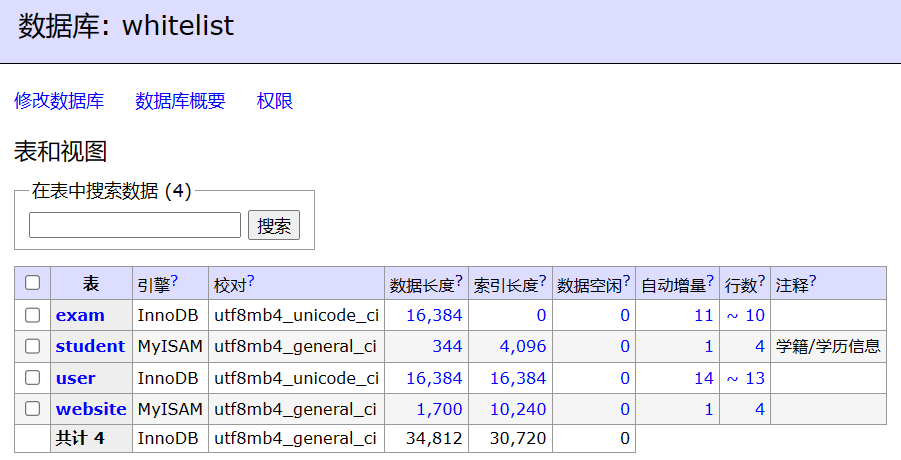 数据库: whitelist
修改数据库 数据库概要 权限
表和视图
在表中搜索数据 (4)
搜索
表 引擎? 校对? 数据长度? 索引长度? 数据空闲? 自动增量? 行数? 注释?
exam InnoDB utf8mb4_unicode_ci 16,384 0 0 11 ~ 10
student MyISAM utf8mb4_general_ci 344 4,096 0 1 4 学籍/学历信息
user InnoDB utf8mb4_unicode_ci 16,384 16,384 0 14 ~ 13
website MyISAM utf8mb4_general_ci 1,700 10,240 0 1 4
共计 4 InnoDB utf8mb4_general_ci 34,812 30,720 0